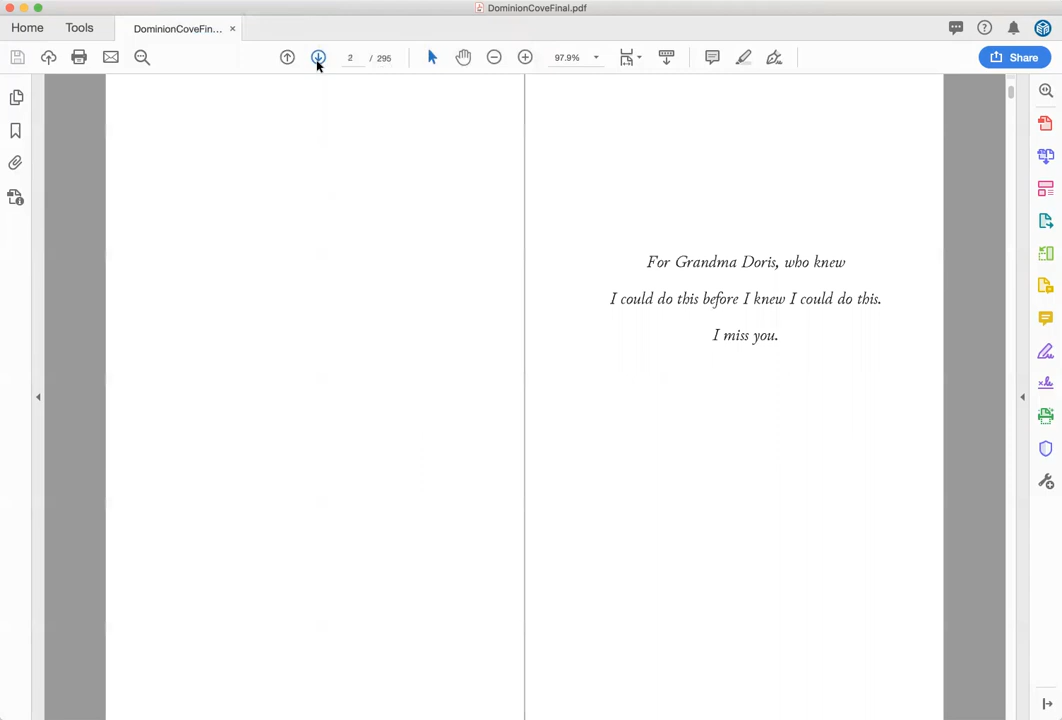 DominionCoveFinal.pdf
Home
Tools
DominionCoveFin...
2 / 295
97.9%
Share
For Grandma Doris, who knew
I could do this before I knew I could do this.
I miss you.